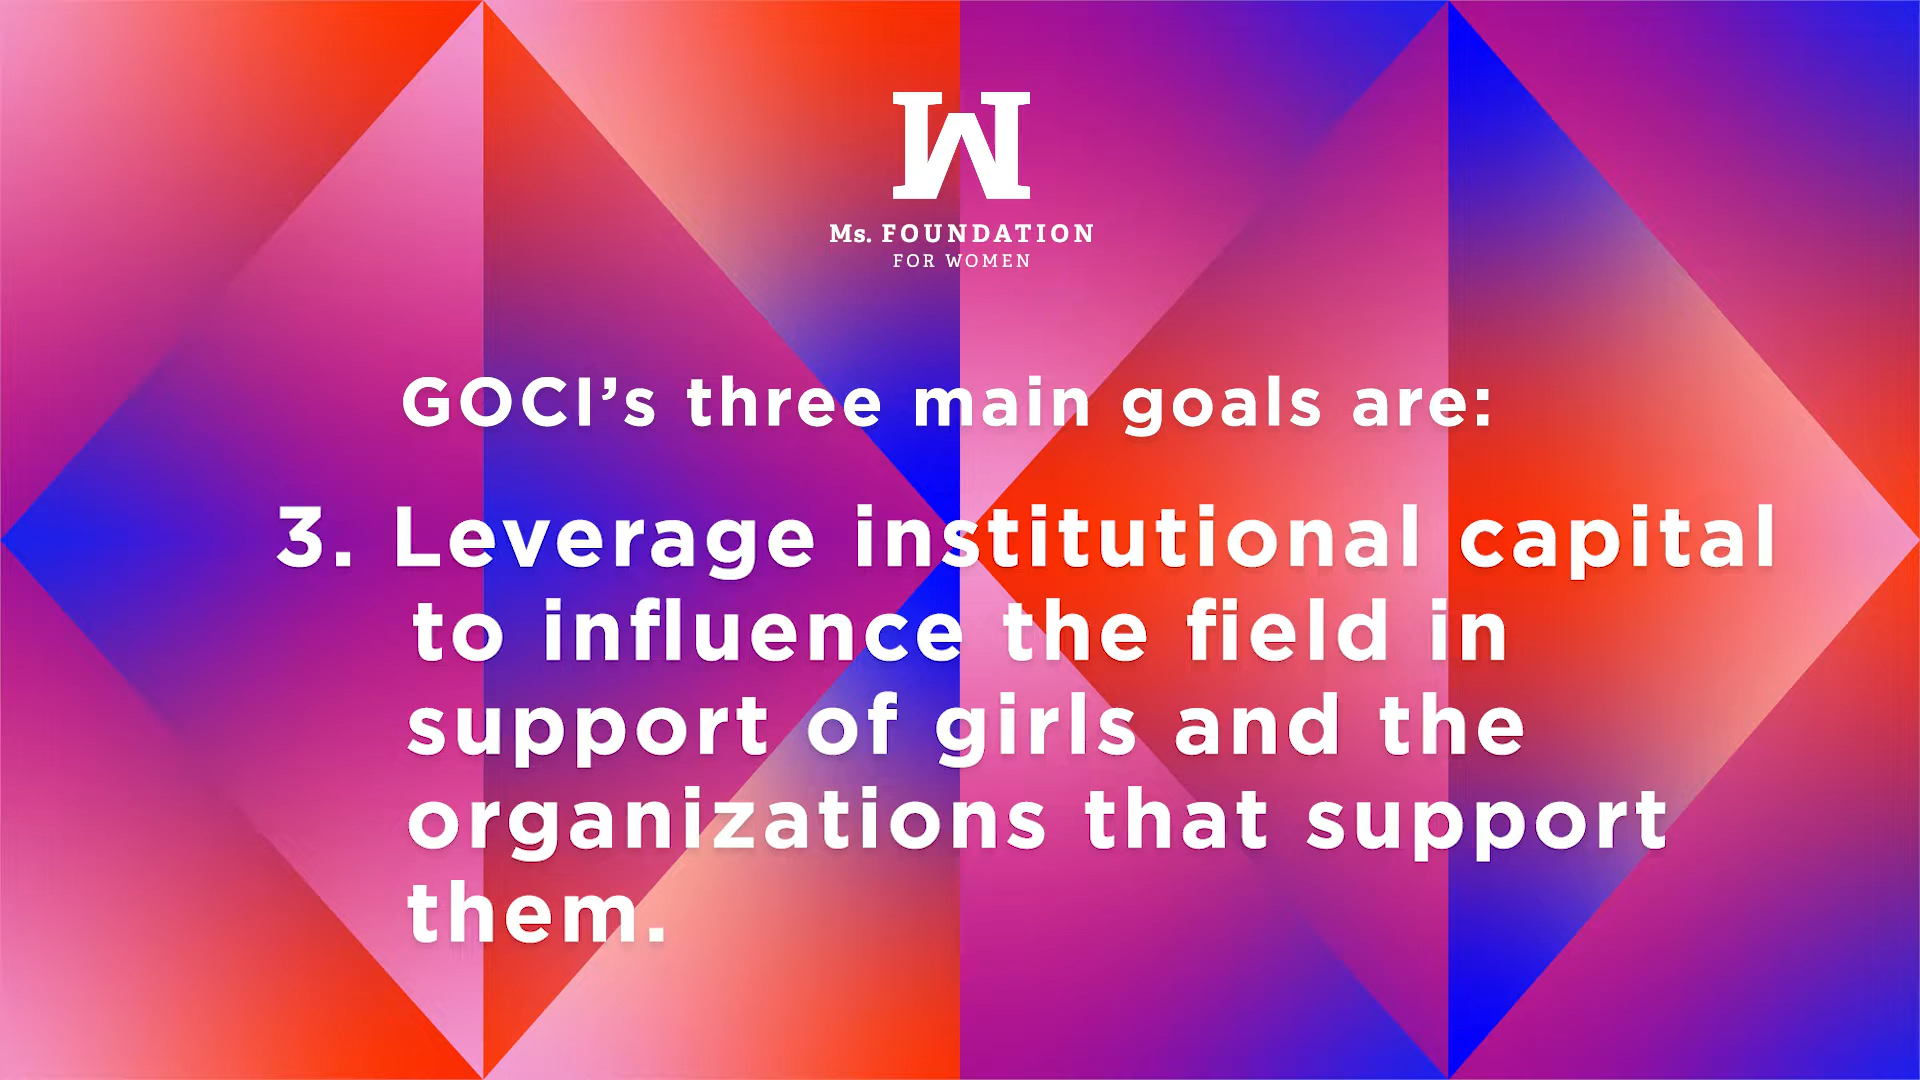 W
Ms. FOUNDATION
FOR WOMEN
GOCI’s three main goals are:
3. Leverage institutional capital
to influence the field in
support of girls and the
organizations that support
them.